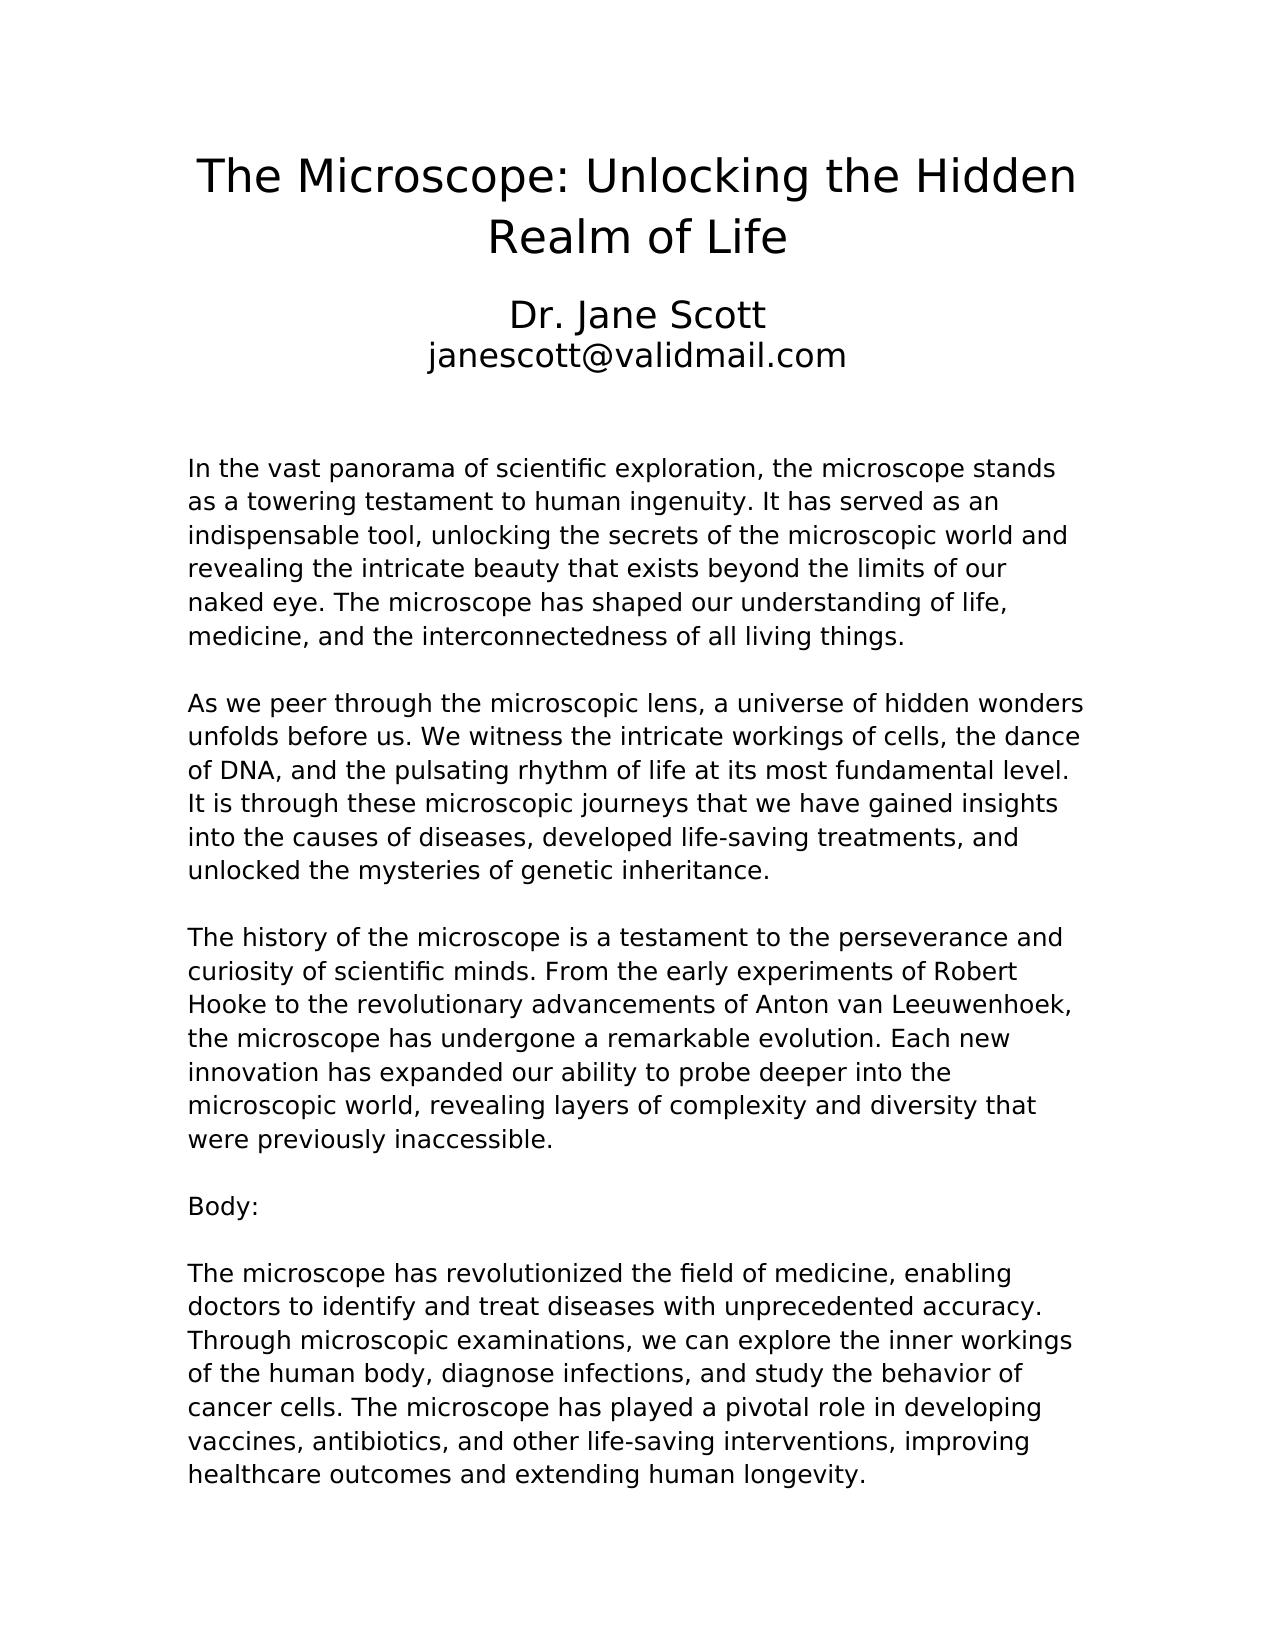 The Microscope: Unlocking the Hidden
Realm of Life
Dr. Jane Scott
janescott@validmail.com
In the vast panorama of scientific exploration, the microscope stands
as a towering testament to human ingenuity. It has served as an
indispensable tool, unlocking the secrets of the microscopic world and
revealing the intricate beauty that exists beyond the limits of our
naked eye. The microscope has shaped our understanding of life,
medicine, and the interconnectedness of all living things.
As we peer through the microscopic lens, a universe of hidden wonders
unfolds before us. We witness the intricate workings of cells, the dance
of DNA, and the pulsating rhythm of life at its most fundamental level.
It is through these microscopic journeys that we have gained insights
into the causes of diseases, developed life-saving treatments, and
unlocked the mysteries of genetic inheritance.
The history of the microscope is a testament to the perseverance and
curiosity of scientific minds. From the early experiments of Robert
Hooke to the revolutionary advancements of Anton van Leeuwenhoek,
the microscope has undergone a remarkable evolution. Each new
innovation has expanded our ability to probe deeper into the
microscopic world, revealing layers of complexity and diversity that
were previously inaccessible.
Body:
The microscope has revolutionized the field of medicine, enabling
doctors to identify and treat diseases with unprecedented accuracy.
Through microscopic examinations, we can explore the inner workings
of the human body, diagnose infections, and study the behavior of
cancer cells. The microscope has played a pivotal role in developing
vaccines, antibiotics, and other life-saving interventions, improving
healthcare outcomes and extending human longevity.